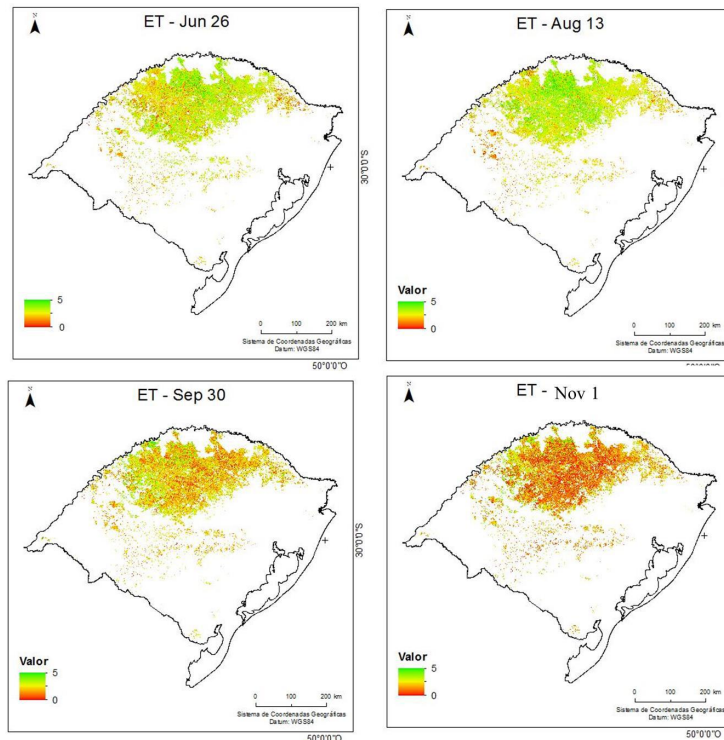 ET - Jun 26
N
30°0'0"S
5
0
0 100 200 km
Sistema de Coordenadas Geográficas
Datum: WGS84
50°0'0"O
ET - Aug 13
N
Valor
5
0
0 100 200 km
Sistema de Coordenadas Geográficas
Datum: WGS84
ET - Sep 30
N
30°0'0"S
Valor
5
0
0 100 200 km
Sistema de Coordenadas Geográficas
Datum: WGS84
50°0'0"O
ET - Nov 1
N
Valor
5
0
0 100 200 km
Sistema de Coordenadas Geográficas
Datum: WGS84
50°0'0"O